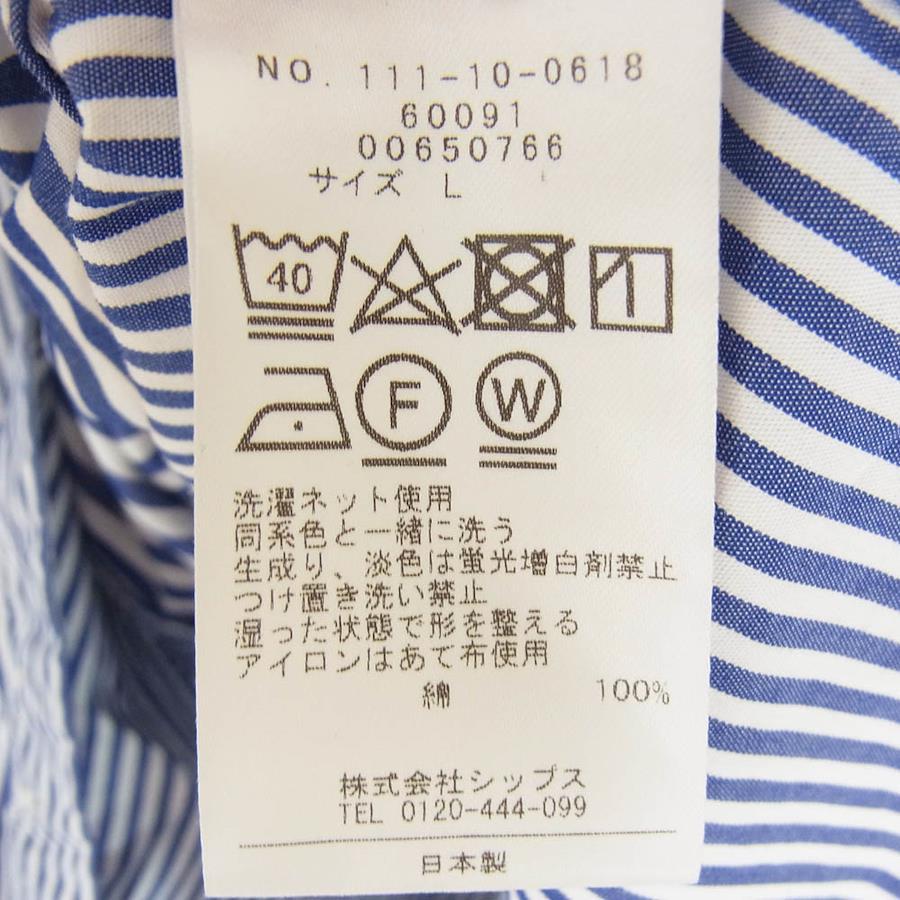 NO. 111-10-0618
60091
00650766
サイズ L
40
F W
洗濯ネット使用
同系色と一緒に洗う
生成り、淡色は蛍光増白剤禁止
つけ置き洗い禁止
湿った状態で形を整える
アイロンはあて布使用
綿 100%
株式会社シップス
TEL 0120-444-099
日本製